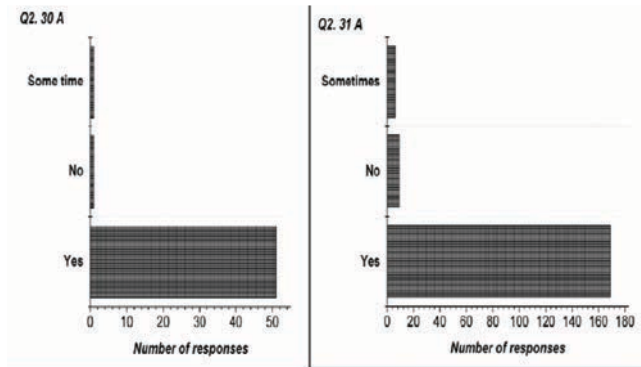 Q2. 30 A
Some time
No
Yes
0 10 20 30 40 50
Number of responses
Q2. 31 A
Sometimes
No
Yes
0 20 40 60 80 100 120 140 160 180
Number of responses